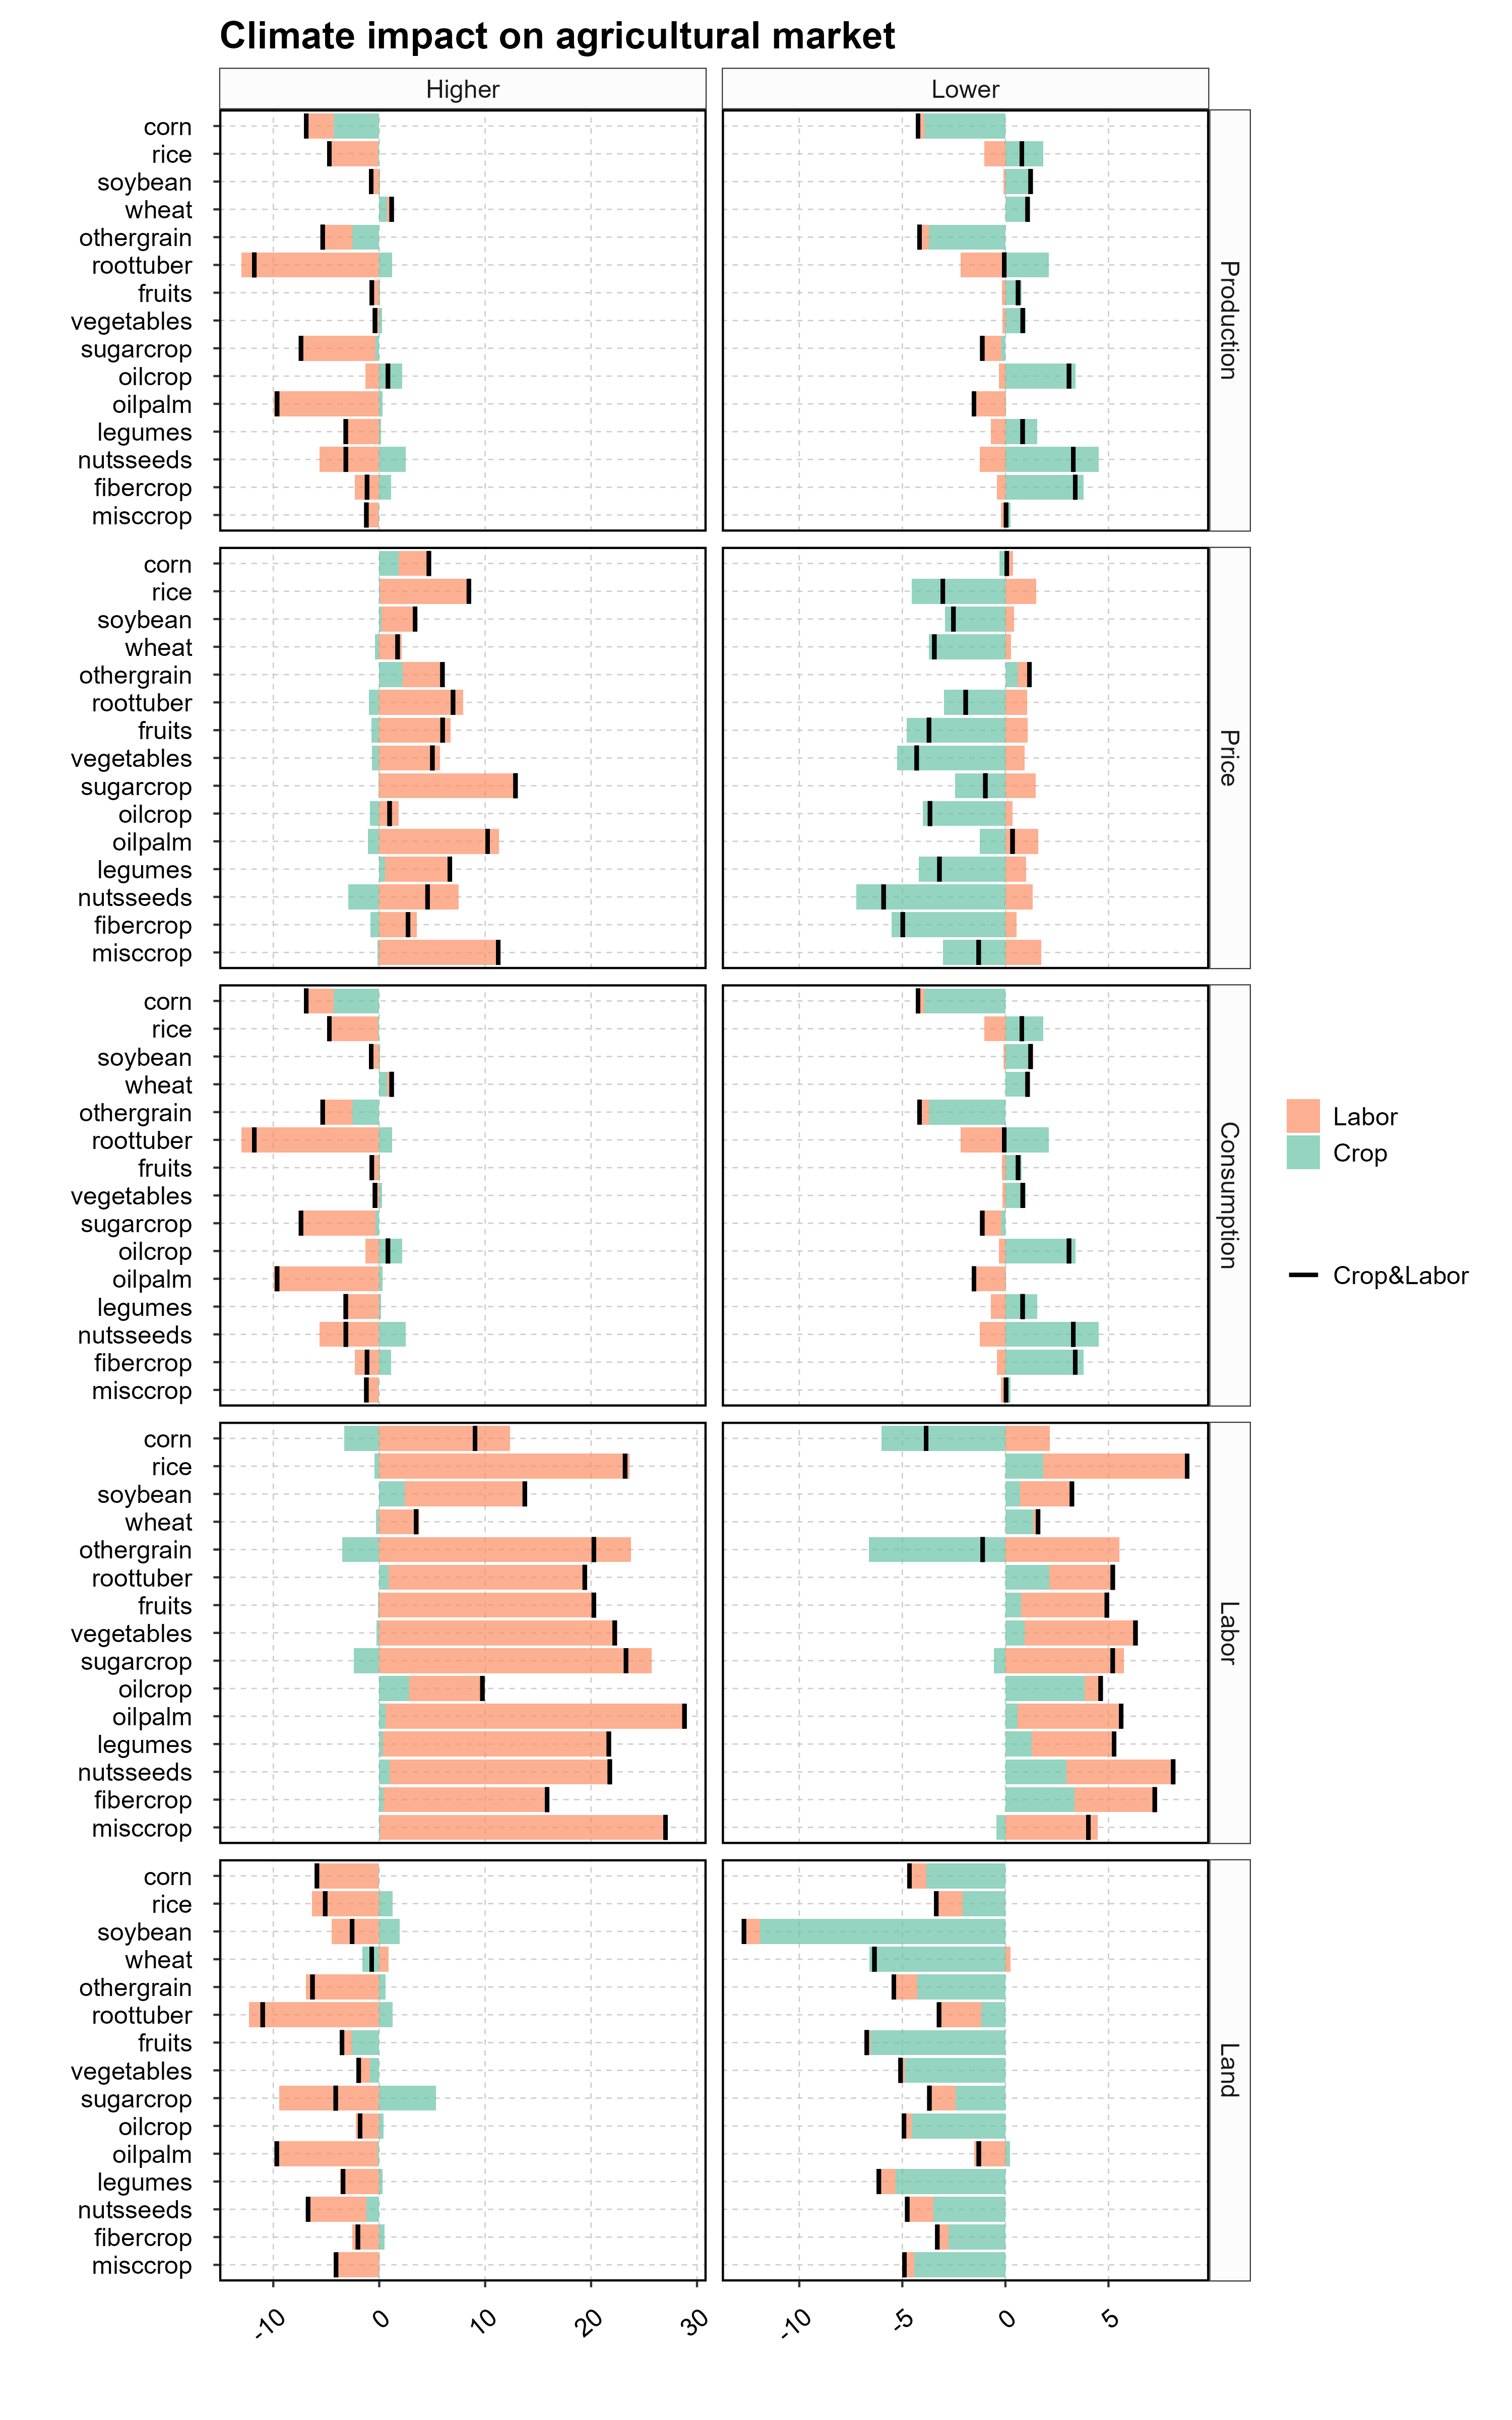 Climate impact on agricultural market
Higher
Lower
corn
rice
soybean
wheat
othergrain
roottuber
fruits
vegetables
sugarcrop
oilcrop
oilpalm
legumes
nutsseeds
fibercrop
misccrop
Production
corn
rice
soybean
wheat
othergrain
roottuber
fruits
vegetables
sugarcrop
oilcrop
oilpalm
legumes
nutsseeds
fibercrop
misccrop
Price
corn
rice
soybean
wheat
othergrain
roottuber
fruits
vegetables
sugarcrop
oilcrop
oilpalm
legumes
nutsseeds
fibercrop
misccrop
Consumption
corn
rice
soybean
wheat
othergrain
roottuber
fruits
vegetables
sugarcrop
oilcrop
oilpalm
legumes
nutsseeds
fibercrop
misccrop
Labor
corn
rice
soybean
wheat
othergrain
roottuber
fruits
vegetables
sugarcrop
oilcrop
oilpalm
legumes
nutsseeds
fibercrop
misccrop
Land
-10 0 10 20 30
-10 -5 0 5
Labor
Crop
Crop&Labor